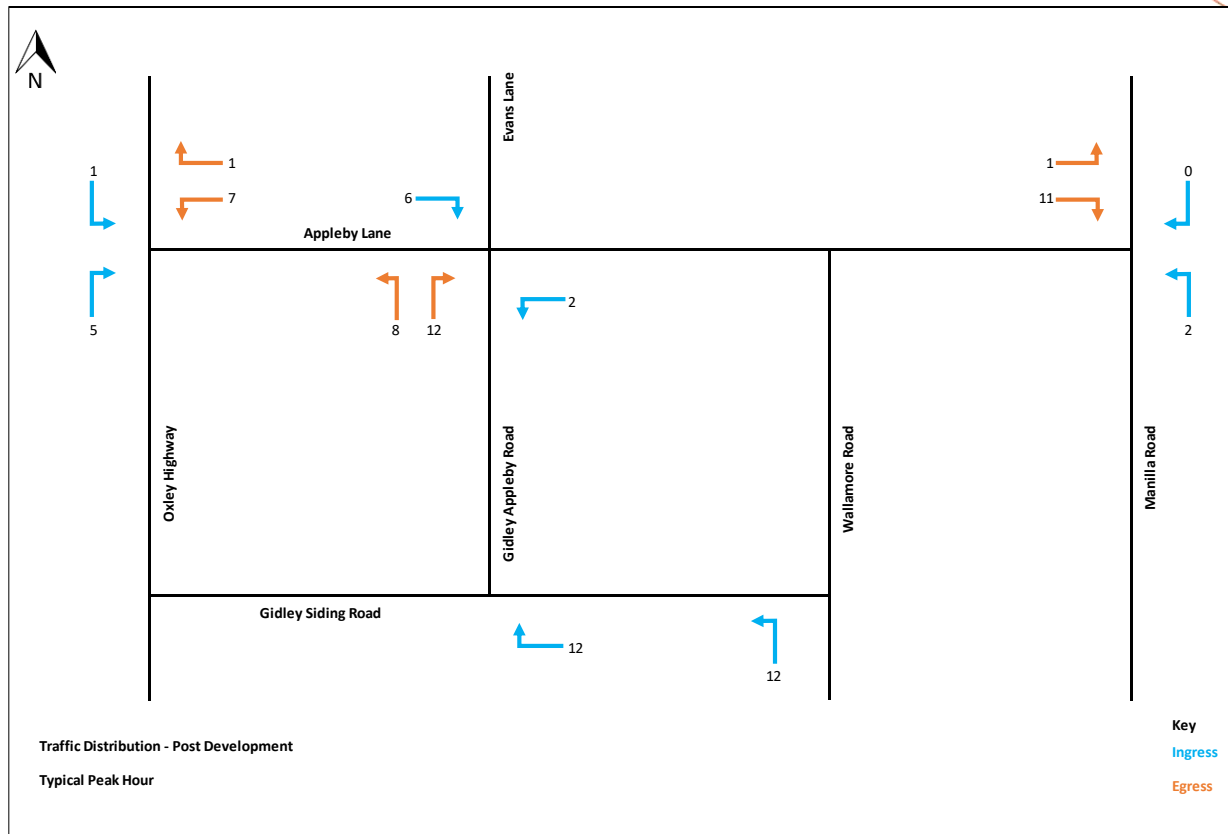 N
Evans Lane
1
1
1
0
7
6
11
Appleby Lane
2
5
8
12
2
Oxley Highway
Gidley Appleby Road
Wallamore Road
Manilla Road
Gidley Siding Road
12
12
Key
Traffic Distribution - Post Development
Ingress
Typical Peak Hour
Egress